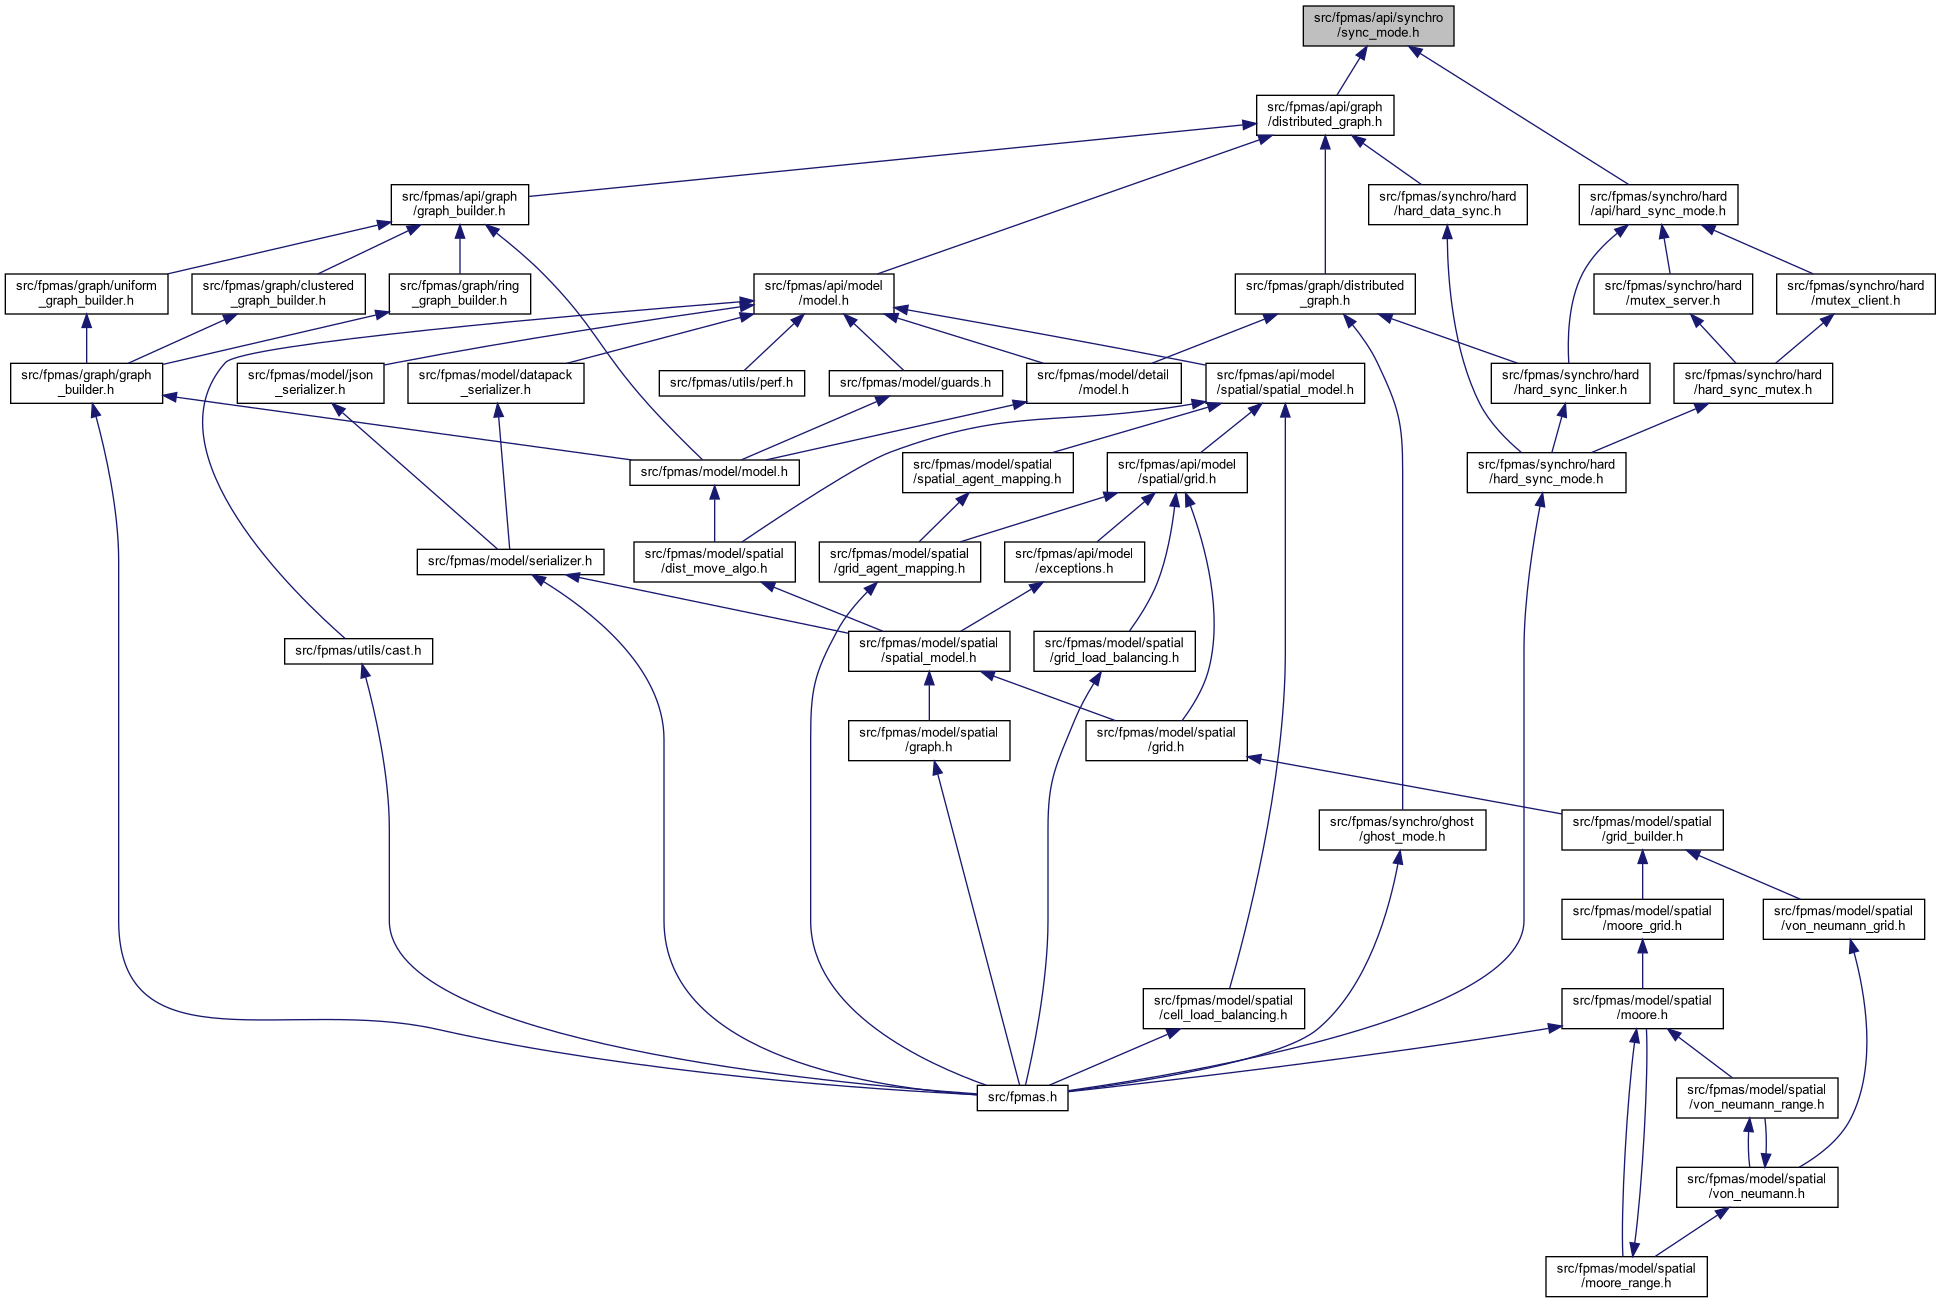 src/fpmas/api/synchro
/sync_mode.h
src/fpmas/api/graph
/distributed_graph.h
src/fpmas/api/graph
/graph_builder.h
src/fpmas/synchro/hard
/hard_data_sync.h
src/fpmas/synchro/hard
/api/hard_sync_mode.h
src/fpmas/graph/uniform
_graph_builder.h
src/fpmas/graph/clustered
_graph_builder.h
src/fpmas/graph/ring
_graph_builder.h
src/fpmas/api/model
/model.h
src/fpmas/graph/distributed
_graph.h
src/fpmas/synchro/hard
/mutex_server.h
src/fpmas/synchro/hard
/mutex_client.h
src/fpmas/graph/graph
_builder.h
src/fpmas/model/json
_serializer.h
src/fpmas/model/datapack
_serializer.h
src/fpmas/utils/perf.h
src/fpmas/model/guards.h
src/fpmas/model/detail
/model.h
src/fpmas/api/model
/spatial/spatial_model.h
src/fpmas/synchro/hard
/hard_sync_linker.h
src/fpmas/synchro/hard
/hard_sync_mutex.h
src/fpmas/model/model.h
src/fpmas/model/spatial
/spatial_agent_mapping.h
src/fpmas/api/model
/spatial/grid.h
src/fpmas/synchro/hard
/hard_sync_mode.h
src/fpmas/model/serializer.h
src/fpmas/model/spatial
/dist_move_algo.h
src/fpmas/model/spatial
/grid_agent_mapping.h
src/fpmas/api/model
/exceptions.h
src/fpmas/utils/cast.h
src/fpmas/model/spatial
/spatial_model.h
src/fpmas/model/spatial
/grid_load_balancing.h
src/fpmas/model/spatial
/graph.h
src/fpmas/model/spatial
/grid.h
src/fpmas/synchro/ghost
/ghost_mode.h
src/fpmas/model/spatial
/grid_builder.h
src/fpmas/model/spatial
/moore_grid.h
src/fpmas/model/spatial
/von_neumann_grid.h
src/fpmas/model/spatial
/cell_load_balancing.h
src/fpmas/model/spatial
/moore.h
src/fpmas.h
src/fpmas/model/spatial
/von_neumann_range.h
src/fpmas/model/spatial
/von_neumann.h
src/fpmas/model/spatial
/moore_range.h